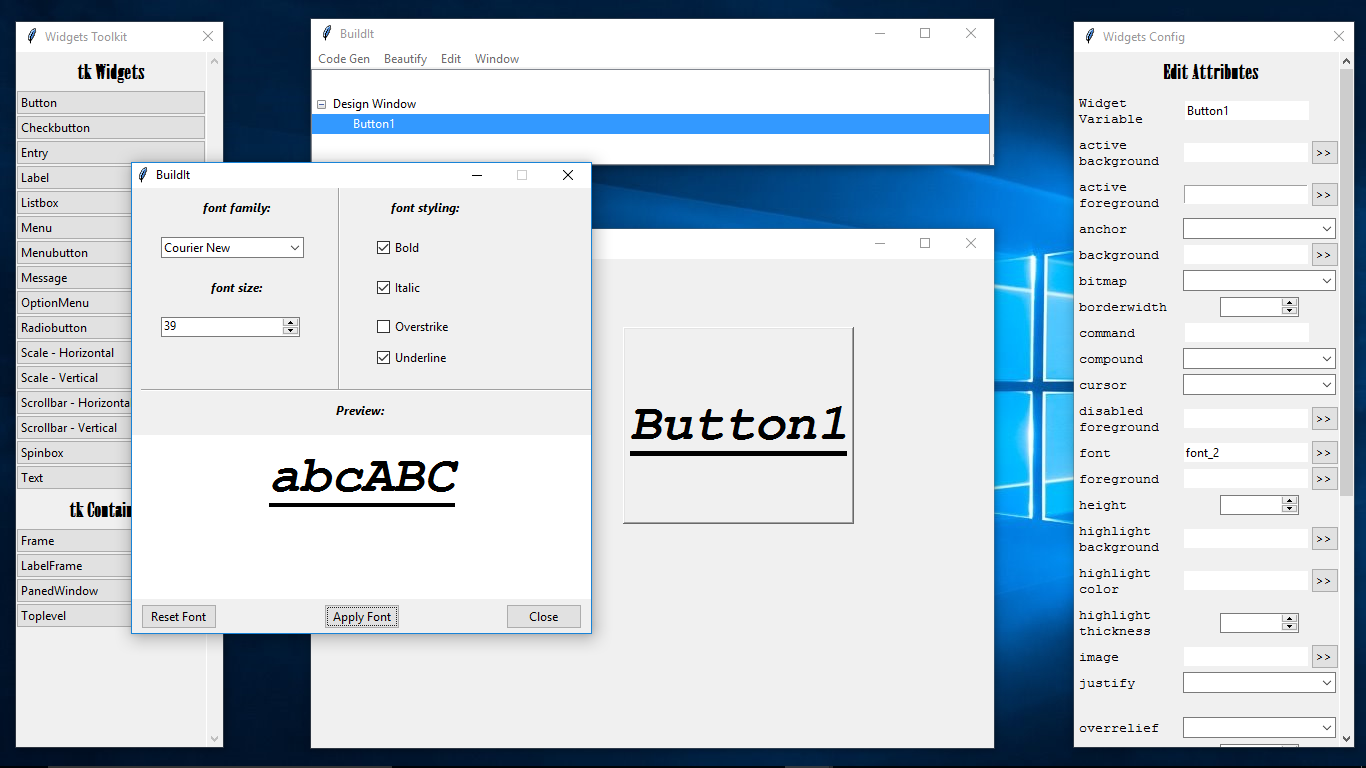 Widgets Toolkit
tk Widgets
Button
Checkbutton
Entry
Label
Listbox
Menu
Menubutton
Message
OptionMenu
Radiobutton
Scale - Horizontal
Scale - Vertical
Scrollbar - Horizonta
Scrollbar - Vertical
Spinbox
Text
tk Contain
Frame
LabelFrame
PanedWindow
Toplevel
BuildIt
Code Gen Beautify Edit Window
Design Window
Button1
BuildIt
font family:
Courier New
font size:
39
font styling:
Bold
Italic
Overstrike
Underline
Preview:
abcABC
Reset Font Apply Font Close
Button1
Widgets Config
Edit Attributes
Widget
Variable
Button1
active
background
>>
active
foreground
>>
anchor
background >>
bitmap
borderwidth
command
compound
cursor
disabled
foreground
>>
font font_2 >>
foreground >>
height
highlight
background
>>
highlight
color
>>
highlight
thickness
image >>
justify
overrelief